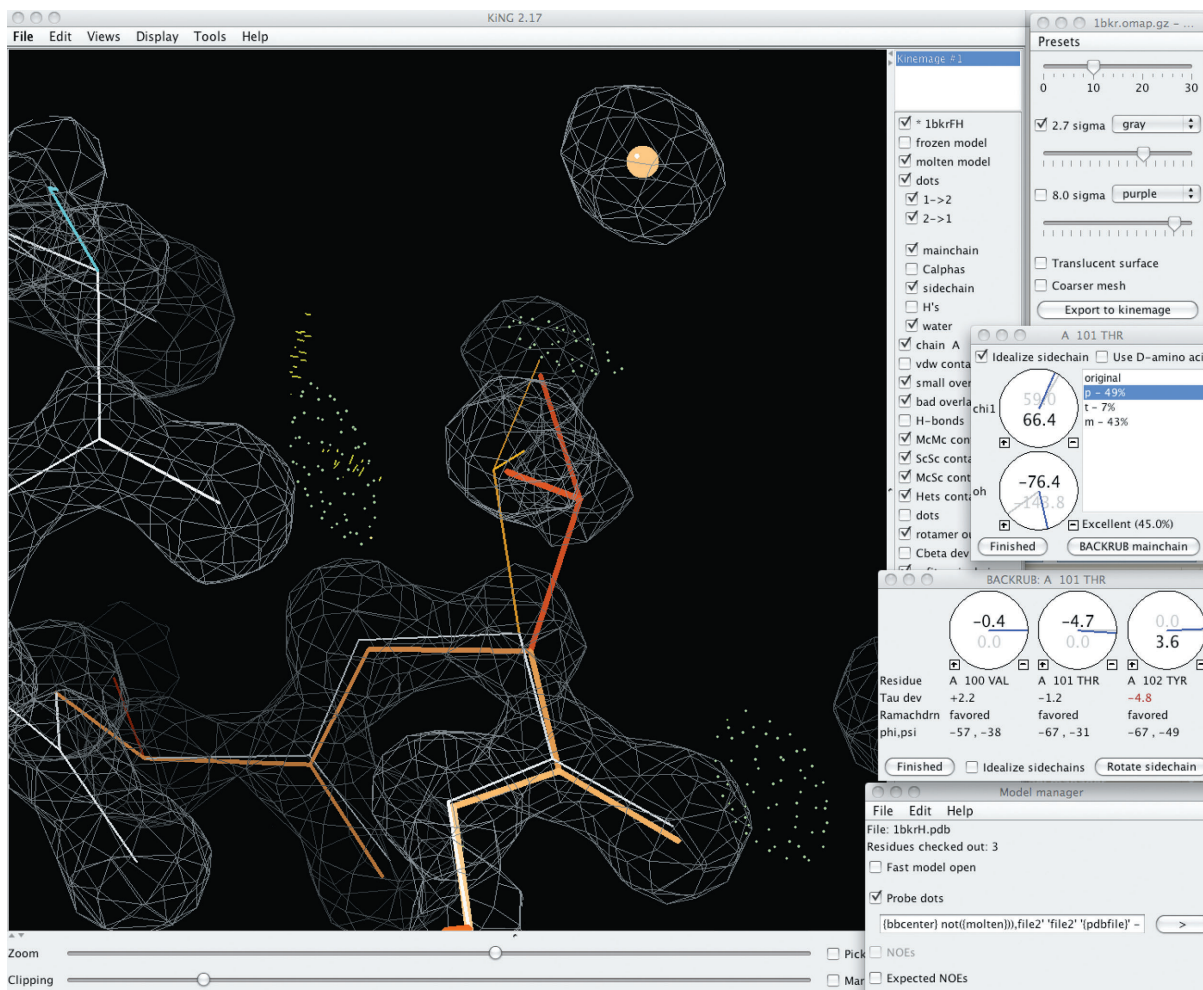 KiNG 2.17
File Edit Views Display Tools Help
Kinemage #1
* 1bkrFH
frozen model
molten model
dots
1->2
2->1
mainchain
Calphas
sidechain
H's
water
chain A
vdw conta
small over
bad overla
H-bonds
McMc con
ScSc conta
McSc cont
Hets conta
dots
rotamer ou
Cbeta dev
Zoom
Pick
Clipping
Mar
1bkr.omap.gz - ...
Presets
0 10 20 30
2.7 sigma gray
8.0 sigma purple
Translucent surface
Coarser mesh
Export to kinemage
A 101 THR
Idealize sidechain Use D-amino aci
original
p - 49%
t - 7%
m - 43%
chi1
59.0
66.4
oh
-76.4
-143.8
Excellent (45.0%)
Finished BACKRUB mainchain
BACKRUB: A 101 THR
-0.4 -4.7 0.0
0.0 0.0 3.6
Residue A 100 VAL A 101 THR A 102 TYR
Tau dev +2.2 -1.2 -4.8
Ramachdrn favored favored favored
phi,psi -57 , -38 -67 , -31 -67 , -49
Finished Idealize sidechains Rotate sidechain
Model manager
File Edit Help
File: 1bkrH.pdb
Residues checked out: 3
Fast model open
Probe dots
{bbcenter} not({molten})),file2' 'file2' '{pdbfile}' - >
NOEs
Expected NOEs